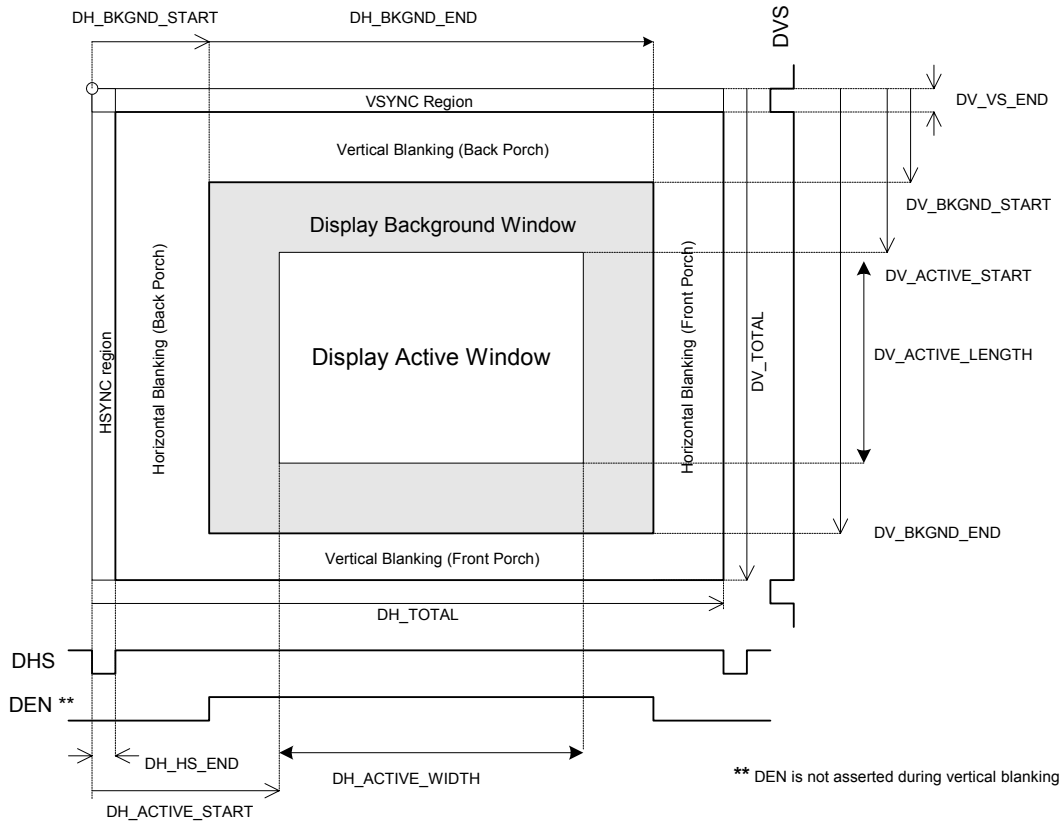 DH_BKGND_START
DH_BKGND_END
DVS
VSYNC Region
DV_VS_END
Vertical Blanking (Back Porch)
DV_BKGND_START
Display Background Window
DV_ACTIVE_START
HSYNC region
Horizontal Blanking (Back Porch)
Display Active Window
Horizontal Blanking (Front Porch)
DV_TOTAL
DV_ACTIVE_LENGTH
DV_BKGND_END
Vertical Blanking (Front Porch)
DH_TOTAL
DHS
DEN **
DH_HS_END
DH_ACTIVE_WIDTH
** DEN is not asserted during vertical blanking
DH_ACTIVE_START